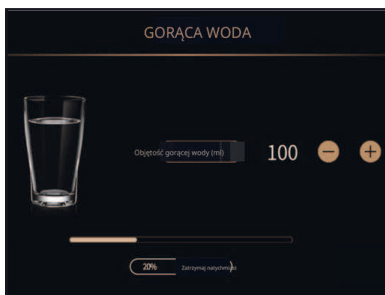 GORĄCA WODA
Objętość gorącej wody (ml) 100 − +
20% Zatrzymaj natychmiast